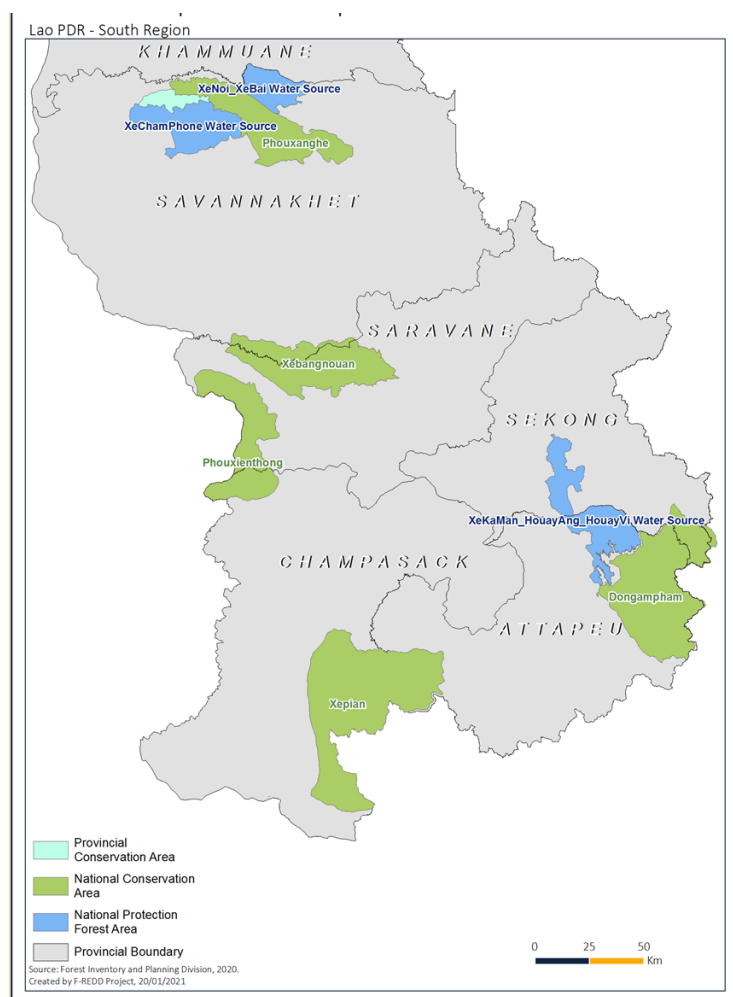 Lao PDR - South Region
KHAMMUANE
XeNoi_XeBai Water Source
XeChamPhone Water Source
Phouxanghe
SAVANNAKHET
SARAVANE
Xebangnouan
SEKONG
Phouxienthong
XeKaMan_HouayAng_HouayVi Water Source
CHAMPASACK
Dongampham
ATTAPEU
Xepian
Provincial
Conservation Area
National Conservation
Area
National Protection
Forest Area
Provincial Boundary
0 25 50
Km
Source: Forest Inventory and Planning Division, 2020.
Created by F-REDD Project, 20/01/2021